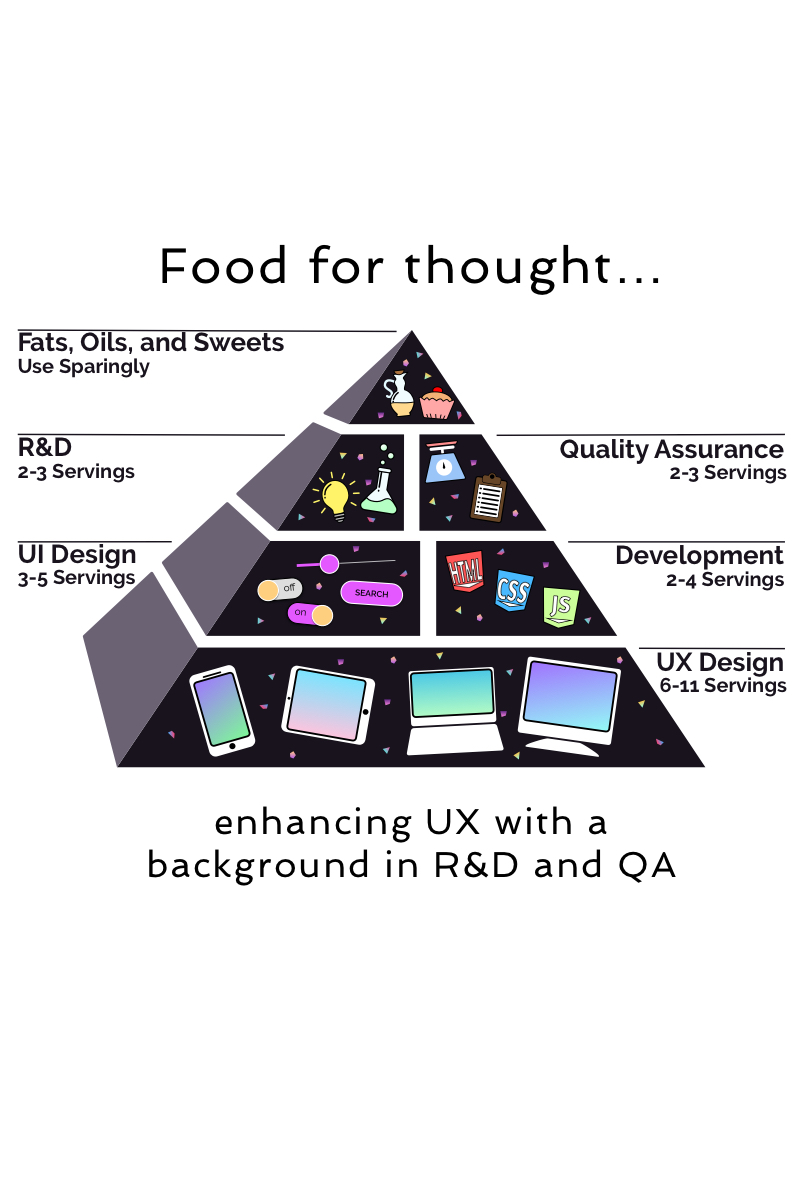 Food for thought...
Fats, Oils, and Sweets
Use Sparingly
R&D
2-3 Servings
Quality Assurance
2-3 Servings
UI Design
3-5 Servings
off
on
SEARCH
HTML
CSS
JS
Development
2-4 Servings
UX Design
6-11 Servings
enhancing UX with a
background in R&D and QA